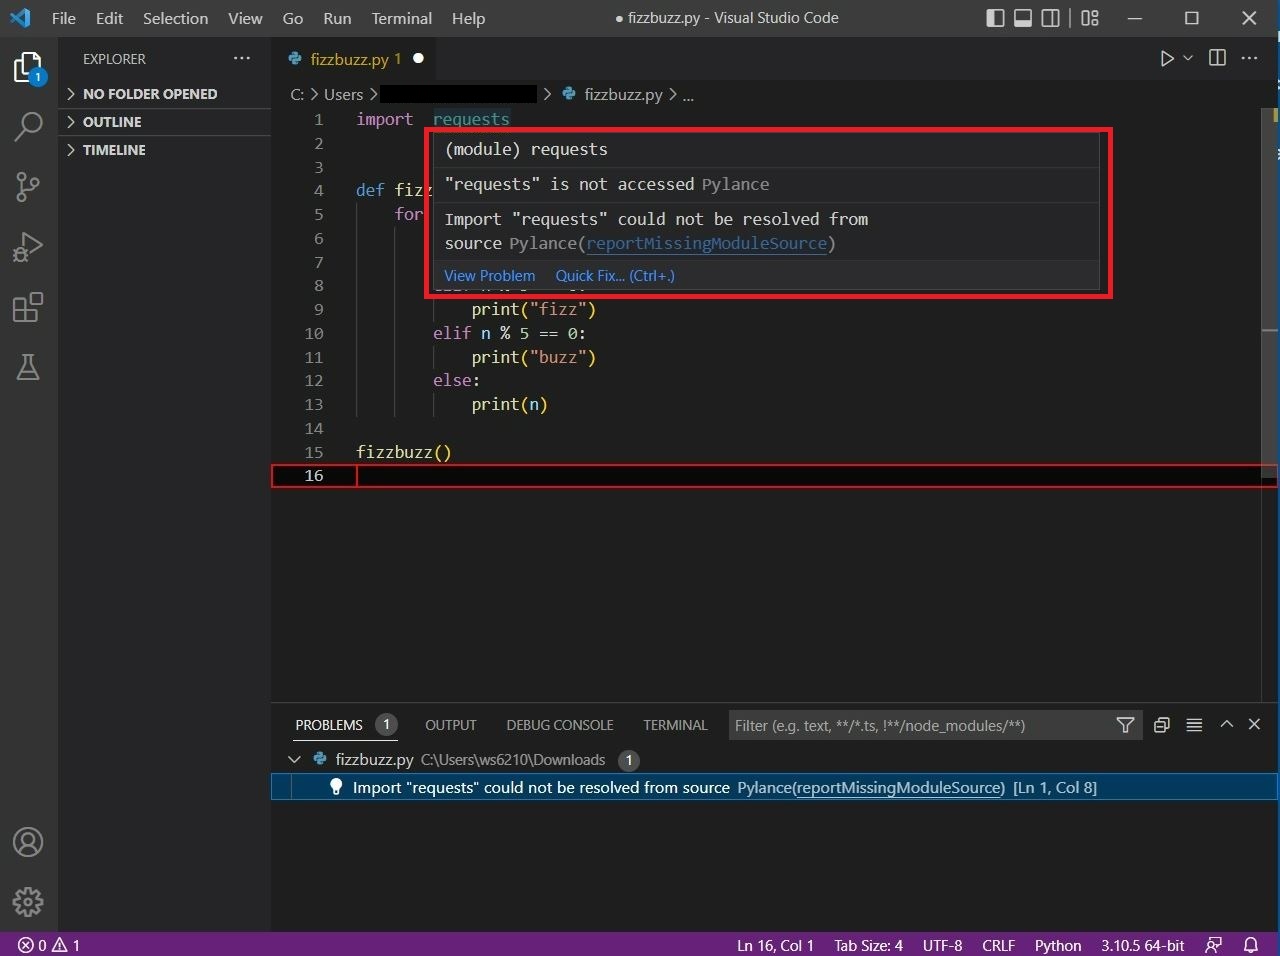 File Edit Selection View Go Run Terminal Help ● fizzbuzz.py - Visual Studio Code
1
EXPLORER ...
NO FOLDER OPENED
OUTLINE
TIMELINE
fizzbuzz.py 1 ●
C: > Users > > fizzbuzz.py > ...
1 import requests
(module) requests
"requests" is not accessed Pylance
Import "requests" could not be resolved from
source Pylance(reportMissingModuleSource)
View Problem Quick Fix... (Ctrl+.)
2
3
4 def fizz
5 for
6
7
8
9 print("fizz")
10 elif n % 5 == 0:
11 print("buzz")
12 else:
13 print(n)
14
15 fizzbuzz()
16
PROBLEMS 1 OUTPUT DEBUG CONSOLE TERMINAL Filter (e.g. text, **/*.ts, !**/node_modules/**)
fizzbuzz.py C:\Users\ws6210\Downloads 1
Import "requests" could not be resolved from source Pylance(reportMissingModuleSource) [Ln 1, Col 8]
0 1 Ln 16, Col 1 Tab Size: 4 UTF-8 CRLF Python 3.10.5 64-bit